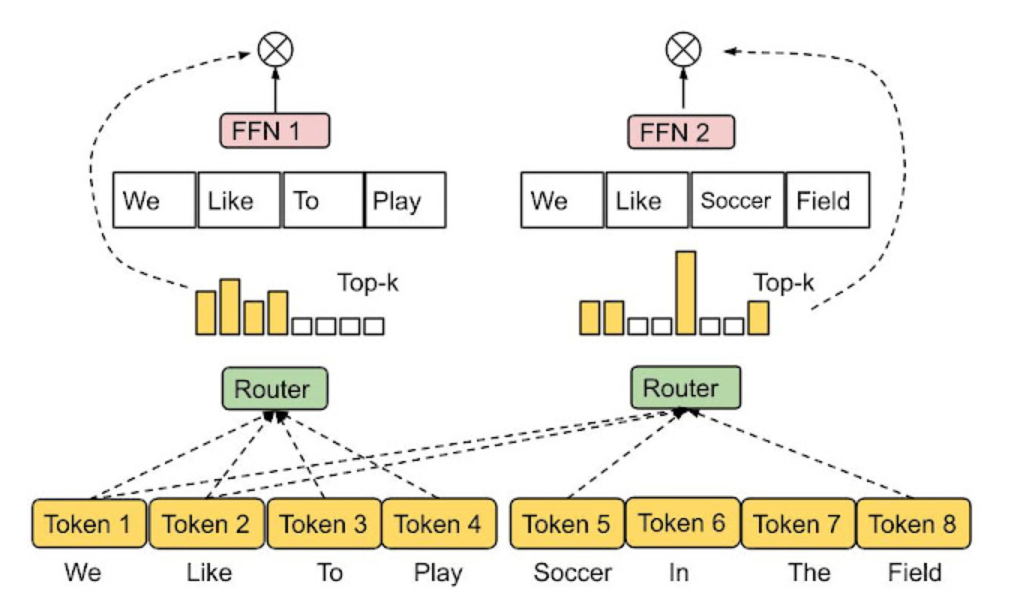 FFN 1
FFN 2
We Like To Play
We Like Soccer Field
Top-k
Top-k
Router
Router
Token 1 Token 2 Token 3 Token 4 Token 5 Token 6 Token 7 Token 8
We Like To Play Soccer In The Field